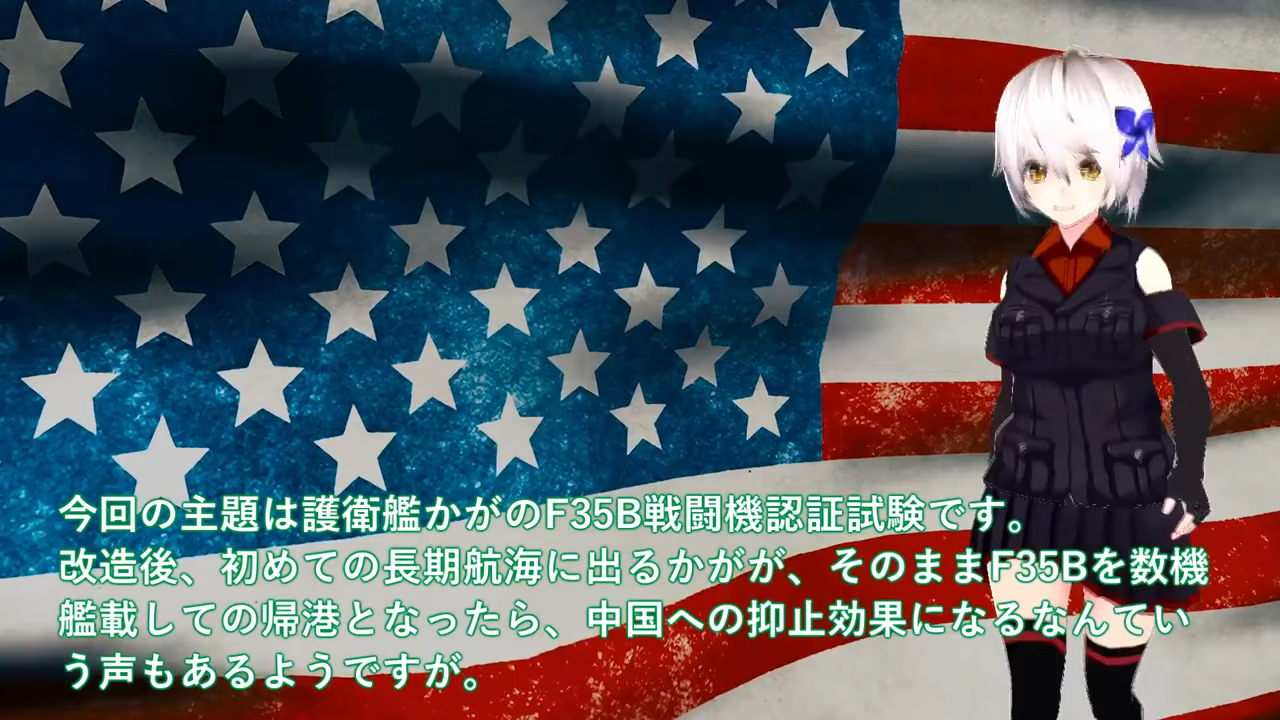 今回の主題は護衛艦かがのF35B戦闘機認証試験です。
改造後、初めての長期航海に出るかがが、そのままF35Bを数機
艦載しての帰港となったら、中国への抑止効果になるなんてい
う声もあるようですが。